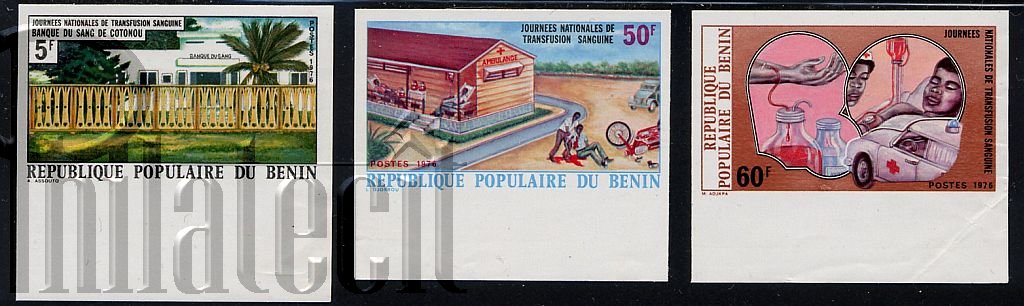 JOURNEES NATIONALES DE TRANSFUSION SANGUINE
BANQUE DU SANG DE COTONOU
5F
POSTES 1976
BANQUE DU SANG
REPUBLIQUE POPULAIRE DU BENIN
A. ASSOUTO
JOURNEES NATIONALES DE
TRANSFUSION SANGUINE
50F
AMBULANCE
POSTES 1976
REPUBLIQUE POPULAIRE DU BENIN
REPUBLIQUE
POPULAIRE DU BENIN
JOURNEES
NATIONALES DE TRANSFUSION SANGUINE
60F
POSTES 1976
M. ADJKPA
philatecit